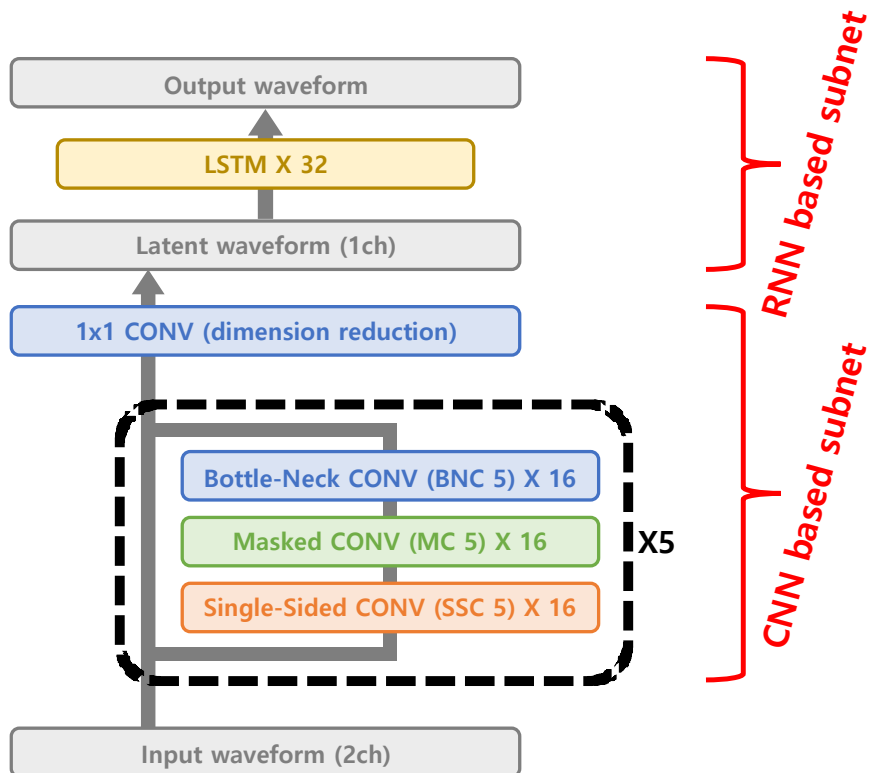 Output waveform
LSTM X 32
Latent waveform (1ch)
RNN based subnet
1x1 CONV (dimension reduction)
Bottle-Neck CONV (BNC 5) X 16
Masked CONV (MC 5) X 16
X5
Single-Sided CONV (SSC 5) X 16
CNN based subnet
Input waveform (2ch)